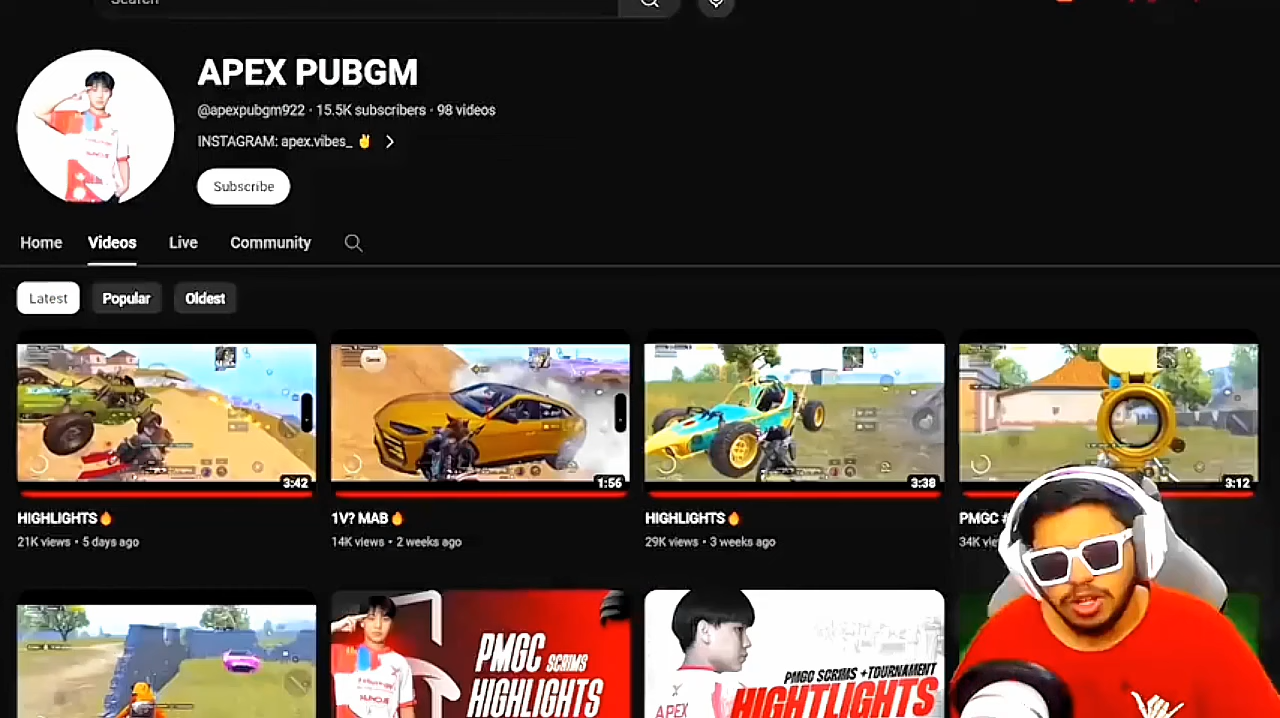 Search
APEX PUBGM
@apexpubgm922 · 15.5K subscribers · 98 videos
INSTAGRAM: apex.vibes_ ✌
Subscribe
Home Videos Live Community
Latest Popular Oldest
3:42 1:56 3:38 3:12
HIGHLIGHTS🔥 1V? MAB🔥 HIGHLIGHTS🔥 PMGC
21K views · 5 days ago 14K views · 2 weeks ago 29K views · 3 weeks ago 34K
PMGC SCRIMS
HIGHLIGHTS
PMGC SCRIMS +TOURNAMENT
HIGHTLIGHTS
APEX